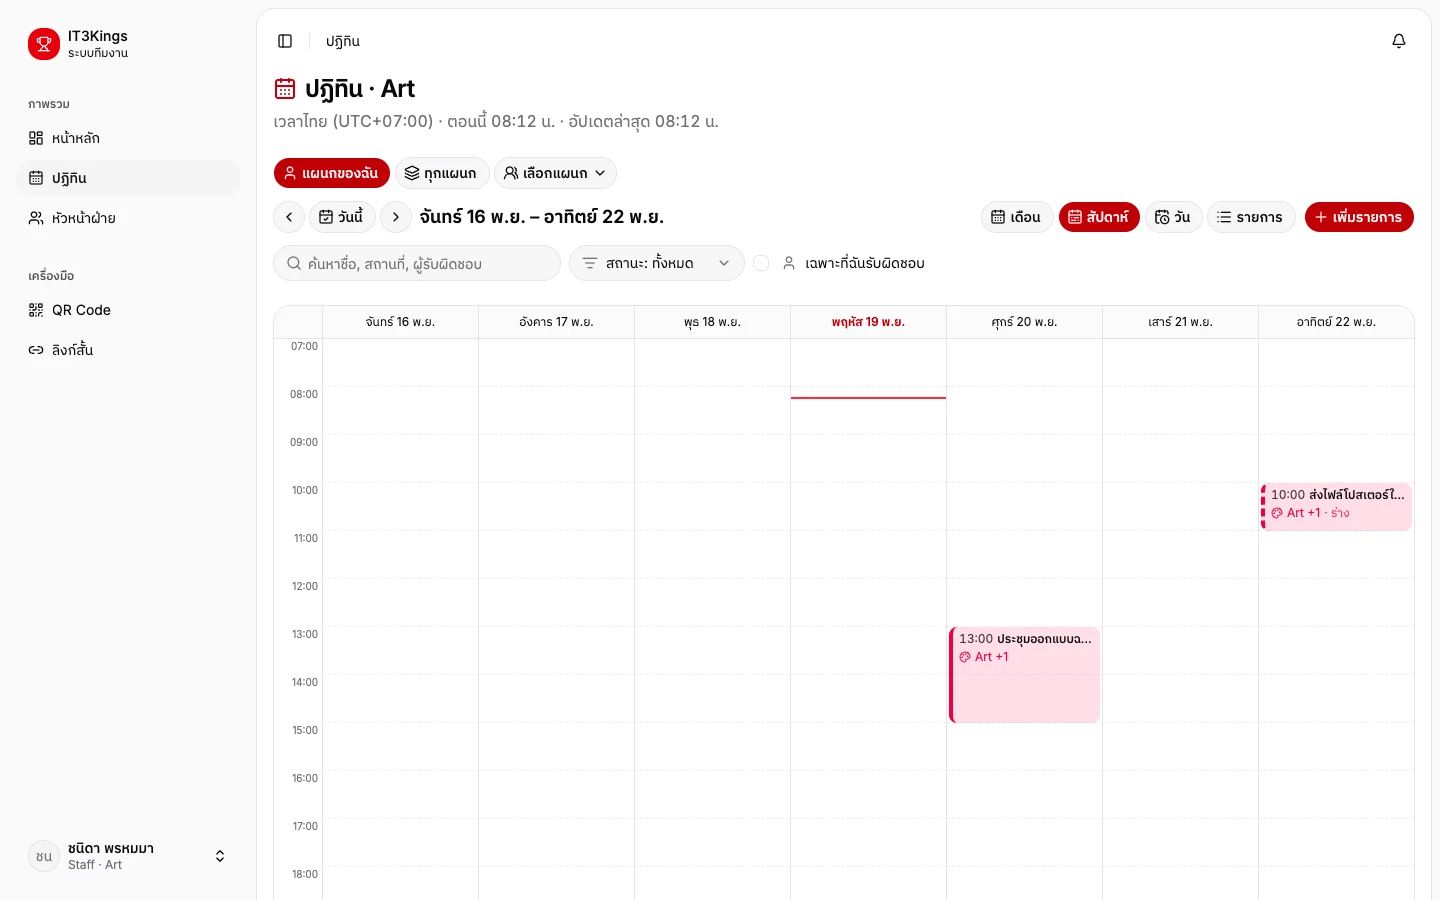 IT3Kings
ระบบทีมงาน
ภาพรวม
หน้าหลัก
ปฏิทิน
หัวหน้าฝ่าย
เครื่องมือ
QR Code
ลิงก์สั้น
ชน
ชนิดา พรหมมา
Staff · Art
ปฏิทิน
ปฏิทิน · Art
เวลาไทย (UTC+07:00) · ตอนนี้ 08:12 น. · อัปเดตล่าสุด 08:12 น.
แผนกของฉัน
ทุกแผนก
เลือกแผนก
วันนี้
จันทร์ 16 พ.ย. – อาทิตย์ 22 พ.ย.
เดือน
สัปดาห์
วัน
รายการ
เพิ่มรายการ
ค้นหาชื่อ, สถานที่, ผู้รับผิดชอบ
สถานะ: ทั้งหมด
เฉพาะที่ฉันรับผิดชอบ
จันทร์ 16 พ.ย.
อังคาร 17 พ.ย.
พุธ 18 พ.ย.
พฤหัส 19 พ.ย.
ศุกร์ 20 พ.ย.
เสาร์ 21 พ.ย.
อาทิตย์ 22 พ.ย.
07:00
08:00
09:00
10:00
10:00 ส่งไฟล์โปสเตอร์ใ...
Art +1 · ร่าง
11:00
12:00
13:00
13:00 ประชุมออกแบบฉ...
Art +1
14:00
15:00
16:00
17:00
18:00